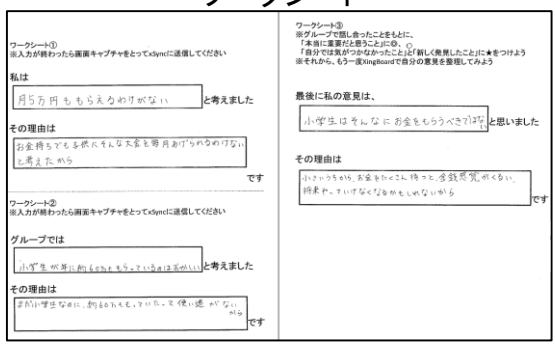 ワークシート
ワークシート①
※入力が終わったら画面キャプチャをとってxSyncに送信してください
私は
月5万円ももらえるわけがない と考えました
その理由は
お金持ちでも子供にそんな大金を毎月あげられるわけない
と考えたから
です
ワークシート②
※入力が終わったら画面キャプチャをとってxSyncに送信してください
グループでは
小学生が年に約60万ももらっているのはおかしい と考えました
その理由は
まだ小学生なのに、約60万ももっていたって使い道がない
から
です
ワークシート③
※グループで話し合ったことをもとに、
「本当に重要だと思うこと」に◎、○
「自分では気がつかなかったこと」と「新しく発見したこと」に★をつけよう
※それから、もう一度XingBoardで自分の意見を整理してみよう
最後に私の意見は、
小学生はそんなにお金をもらうべきではない と思いました
その理由は
小さいうちから、お金をたくさん持つと、金銭感覚がくるい、
将来やっていけなくなるかもしれないから
です